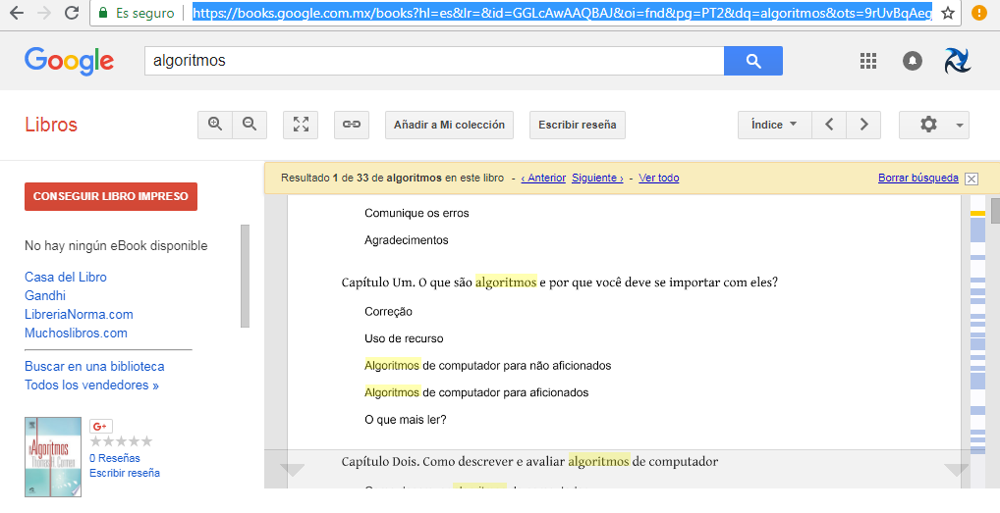 Es seguro https://books.google.com.mx/books?hl=es&lr=&id=GGLcAwAAQBAJ&oi=fnd&pg=PT2&dq=algoritmos&ots=9rUvBqAeg
Google algoritmos
Libros Añadir a Mi colección Escribir reseña Índice
Resultado 1 de 33 de algoritmos en este libro - ‹ Anterior Siguiente › - Ver todo Borrar búsqueda
CONSEGUIR LIBRO IMPRESO
No hay ningún eBook disponible
Casa del Libro
Gandhi
LibreriaNorma.com
Muchoslibros.com
Buscar en una biblioteca
Todos los vendedores »
Algoritmos
Thomas H. Cormen
G+
0 Reseñas
Escribir reseña
Comunique os erros
Agradecimentos
Capítulo Um. O que são algoritmos e por que você deve se importar com eles?
Correção
Uso de recurso
Algoritmos de computador para não aficionados
Algoritmos de computador para aficionados
O que mais ler?
Capítulo Dois. Como descrever e avaliar algoritmos de computador